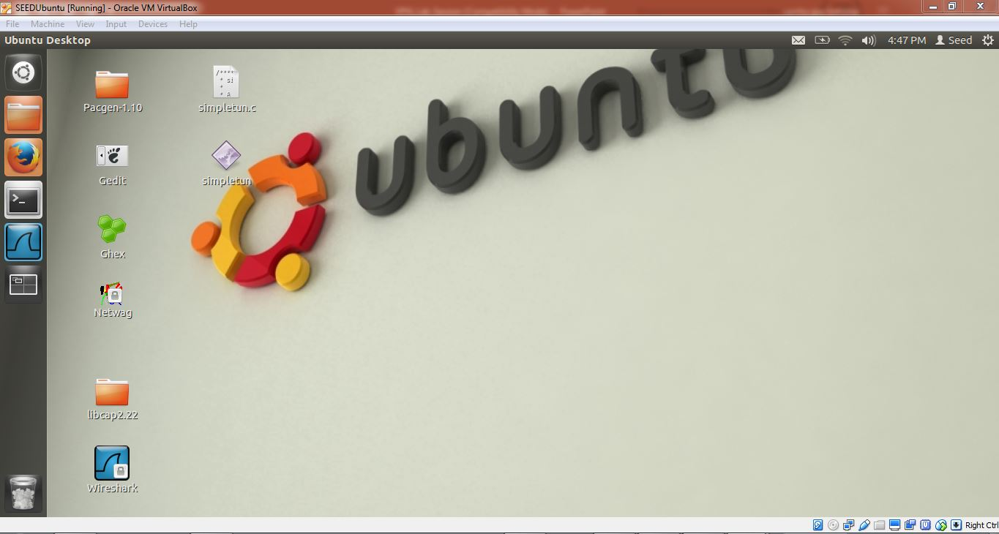 SEEDUbuntu [Running] - Oracle VM VirtualBox
File Machine View Input Devices Help
Ubuntu Desktop
4:47 PM Seed
Pacgen-1.10
simpletun.c
Gedit
simpletun
Ghex
Netwag
libcap2.22
Wireshark
ubuntu
Right Ctrl